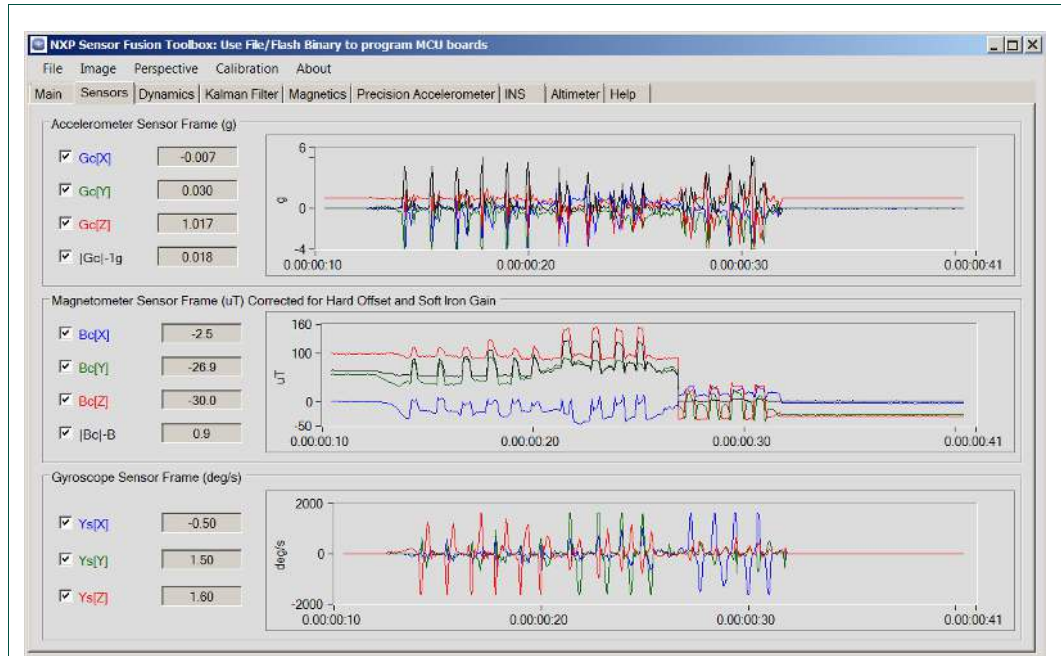 NXP Sensor Fusion Toolbox: Use File/Flash Binary to program MCU boards
File Image Perspective Calibration About
Main Sensors Dynamics Kalman Filter Magnetics Precision Accelerometer INS Altimeter Help
Accelerometer Sensor Frame (g)
Gc[X] -0.007
Gc[Y] 0.030
Gc[Z] 1.017
|Gc|-1g 0.018
g
6
0
-4
0.00:00:10 0.00:00:20 0.00:00:30 0.00:00:41
Magnetometer Sensor Frame (uT) Corrected for Hard Offset and Soft Iron Gain
Bc[X] -2.5
Bc[Y] -26.9
Bc[Z] -30.0
|Bc|-B 0.9
uT
160
100
0
-50
0.00:00:10 0.00:00:20 0.00:00:30 0.00:00:41
Gyroscope Sensor Frame (deg/s)
Ys[X] -0.50
Ys[Y] 1.50
Ys[Z] 1.60
deg/s
2000
0
-2000
0.00:00:10 0.00:00:20 0.00:00:30 0.00:00:41